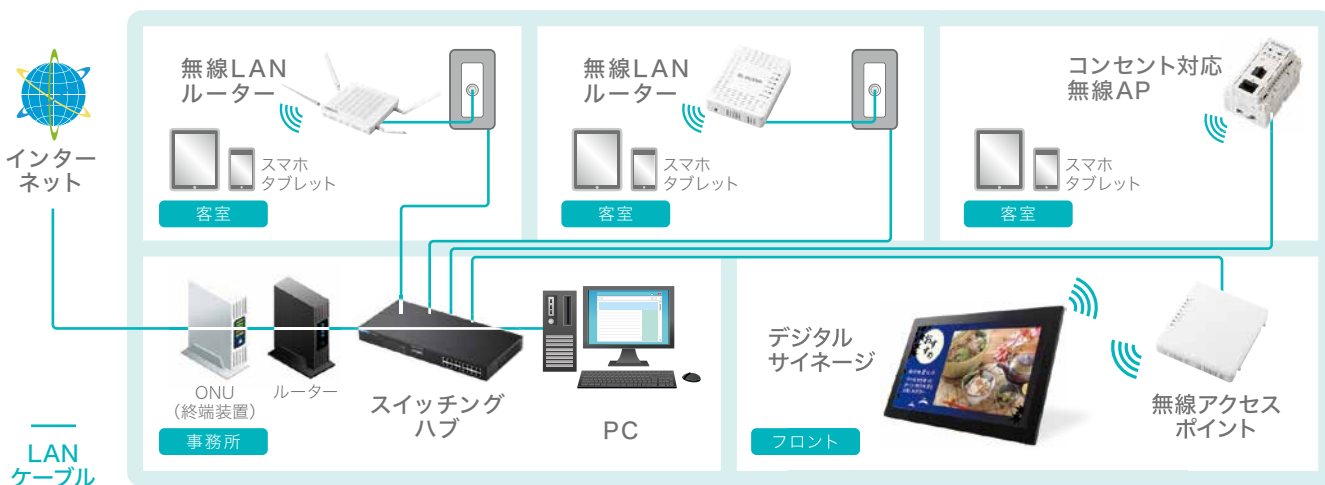 インター
ネット
無線LAN
ルーター
スマホ
タブレット
客室
無線LAN
ルーター
スマホ
タブレット
客室
コンセント対応
無線AP
スマホ
タブレット
客室
ONU
(終端装置)
ルーター
スイッチング
ハブ
PC
事務所
デジタル
サイネージ
おすすめ
フロント
無線アクセス
ポイント
LAN
ケーブル